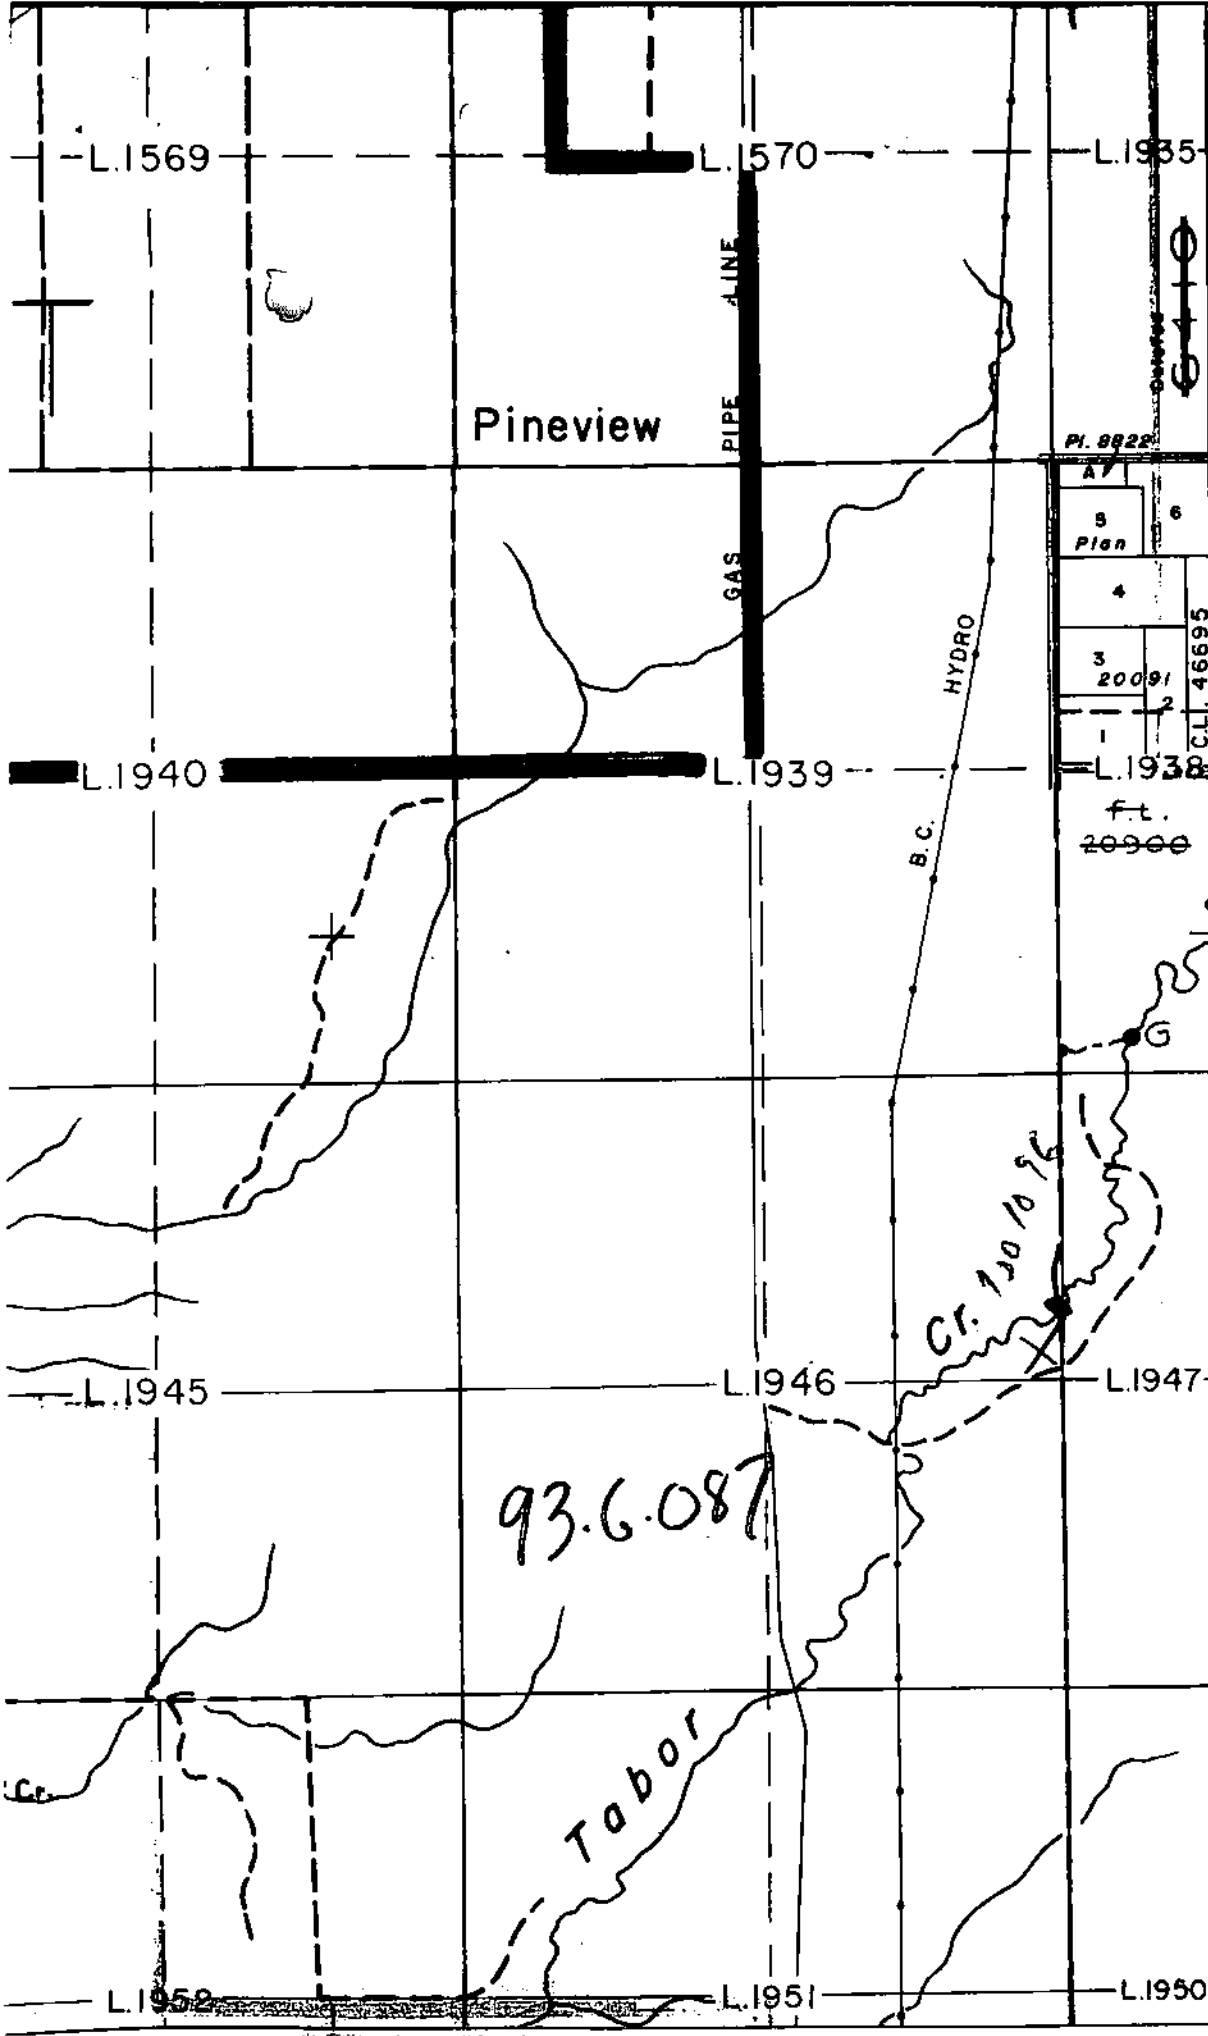 L.1569 L.1570 L.1935
GAS PIPE LINE
Pineview
Pl. 8822
A
5 6
Plan
4
3
20091
2
1
C.L. 46695
HYDRO
B.C.
L.1940 L.1939 L.1938
F.L.
20900
G
Cr.
L.1945 L.1946 L.1947
93.G.087
Tabor
Cr.
L.1952 L.1951 L.1950